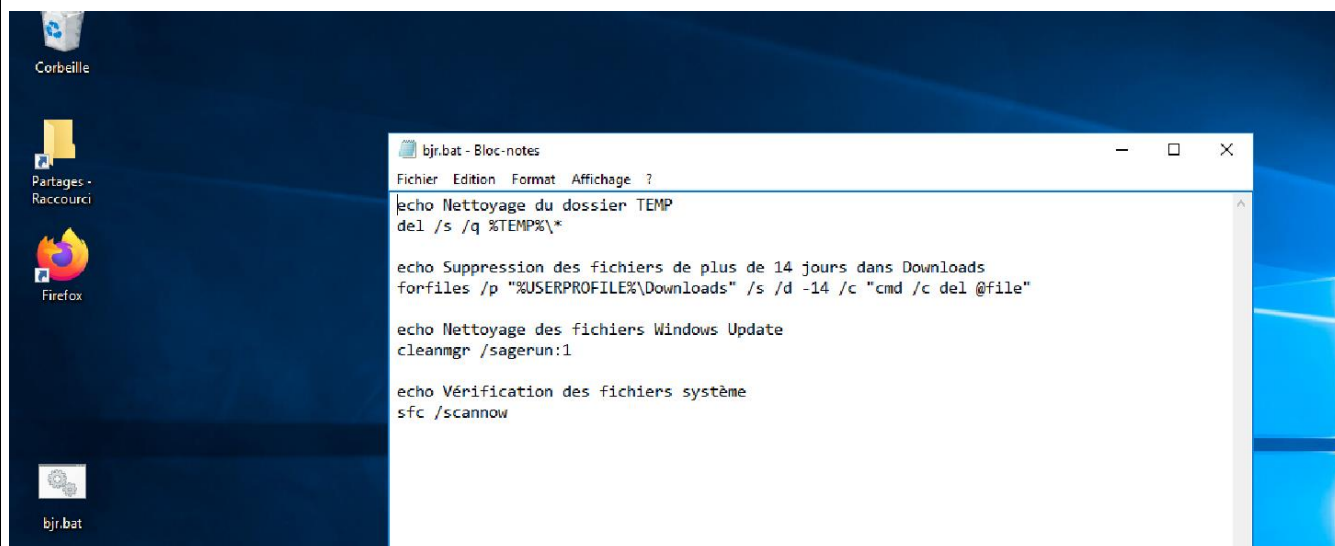 Corbeille
Partages -
Raccourci
Firefox
bjr.bat
bjr.bat - Bloc-notes
Fichier Edition Format Affichage ?
echo Nettoyage du dossier TEMP
del /s /q %TEMP%\*
echo Suppression des fichiers de plus de 14 jours dans Downloads
forfiles /p "%USERPROFILE%\Downloads" /s /d -14 /c "cmd /c del @file"
echo Nettoyage des fichiers Windows Update
cleanmgr /sagerun:1
echo Vérification des fichiers système
sfc /scannow